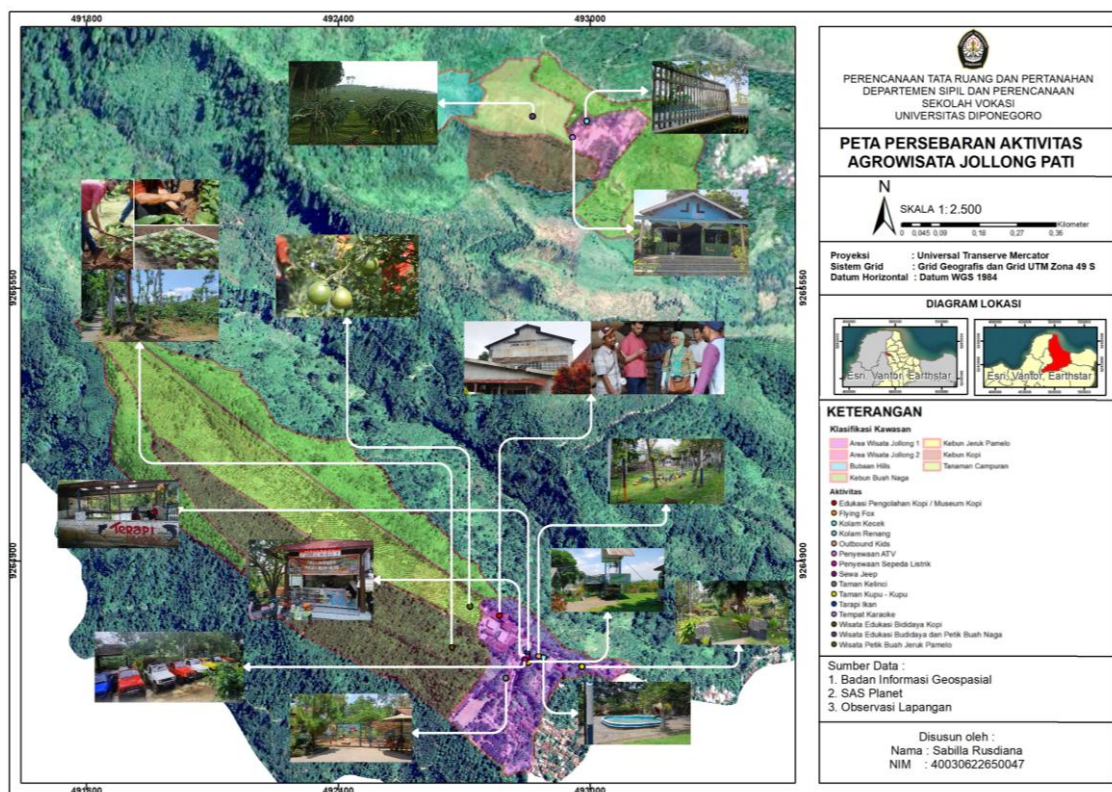 491800
492400
493000
9265550
9264900
9265550
9264900
491800
492400
493000
TERAPI
PERENCANAAN TATA RUANG DAN PERTANAHAN
DEPARTEMEN SIPIL DAN PERENCANAAN
SEKOLAH VOKASI
UNIVERSITAS DIPONEGORO
PETA PERSEBARAN AKTIVITAS
AGROWISATA JOLLONG PATI
N
SKALA 1: 2.500
Kilometer
0 0,045 0,09 0,18 0,27 0,36
Proyeksi : Universal Transerve Mercator
Sistem Grid : Grid Geografis dan Grid UTM Zona 49 S
Datum Horizontal : Datum WGS 1984
DIAGRAM LOKASI
Esri, Vantor, Earthstar
Esri, Vantor, Earthstar
KETERANGAN
Klasifikasi Kawasan
Area Wisata Jollong 1
Area Wisata Jollong 2
Bubaan Hills
Kebun Buah Naga
Kebun Jeruk Pamelo
Kebun Kopi
Tanaman Campuran
Aktivitas
Edukasi Pengolahan Kopi / Museum Kopi
Flying Fox
Kolam Kecek
Kolam Renang
Outbound Kids
Penyewaan ATV
Penyewaan Sepeda Listrik
Sewa Jeep
Taman Kelinci
Taman Kupu - Kupu
Tarapi Ikan
Tempat Karaoke
Wisata Edukasi Bididaya Kopi
Wisata Edukasi Budidaya dan Petik Buah Naga
Wisata Petik Buah Jeruk Pamelo
Sumber Data :
1. Badan Informasi Geospasial
2. SAS Planet
3. Observasi Lapangan
Disusun oleh :
Nama : Sabilla Rusdiana
NIM : 40030622650047